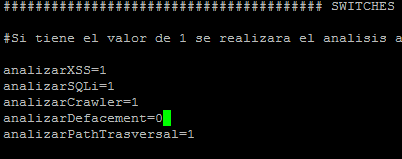 ###################################### SWITCHES
#Si tiene el valor de 1 se realizara el analisis a
analizarXSS=1
analizarSQLi=1
analizarCrawler=1
analizarDefacement=0
analizarPathTrasversal=1